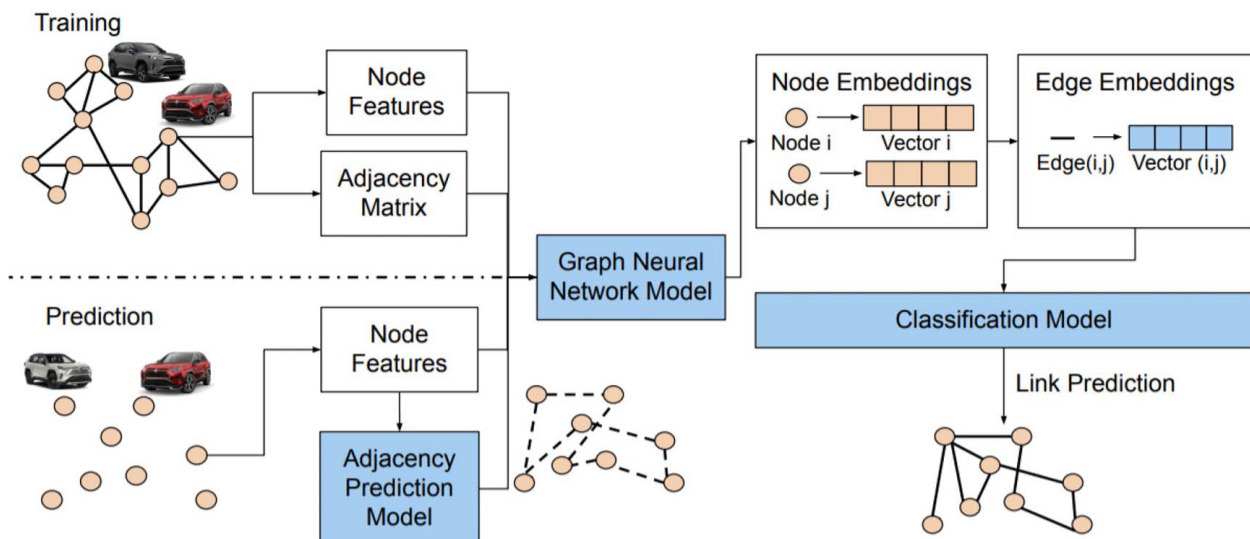 Training
Node
Features
Adjacency
Matrix
Prediction
Node
Features
Adjacency
Prediction
Model
Graph Neural
Network Model
Node Embeddings
Node i
Vector i
Node j
Vector j
Edge Embeddings
Edge(i,j)
Vector (i,j)
Classification Model
Link Prediction